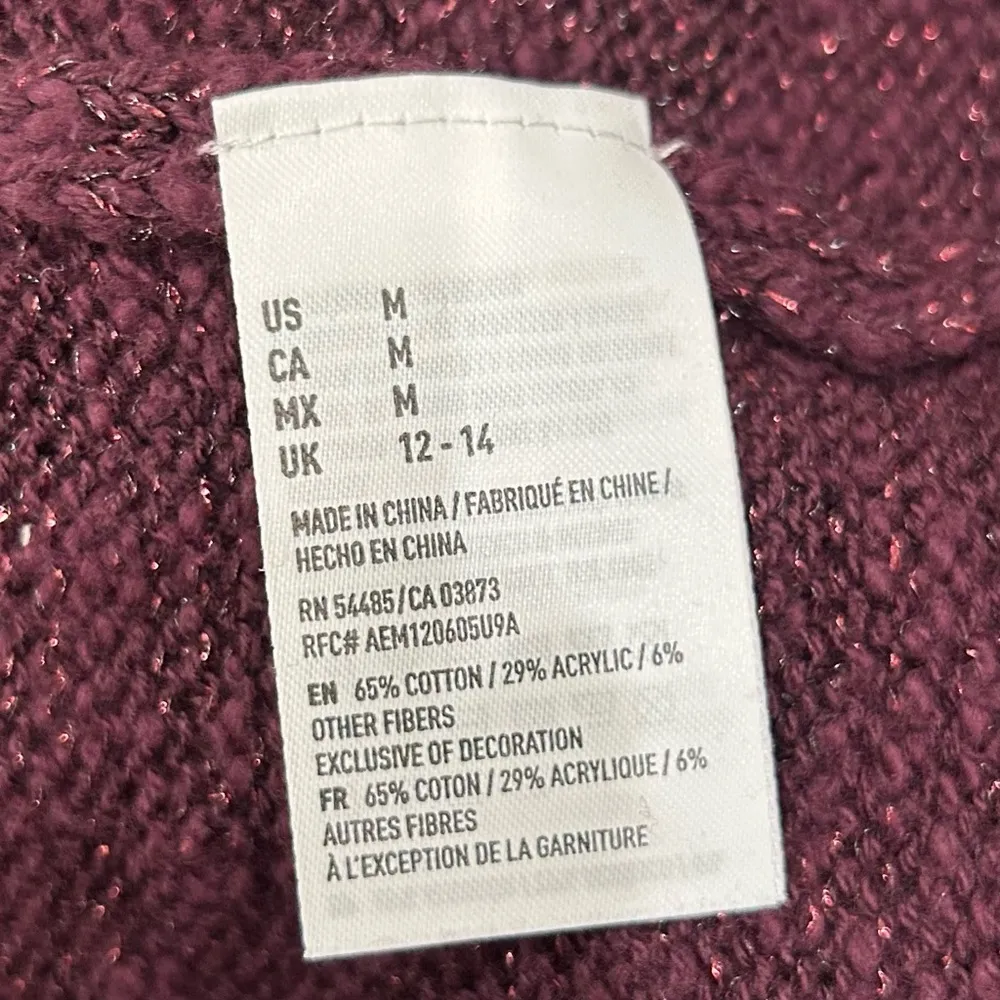 US M
CA M
MX M
UK 12 - 14
MADE IN CHINA / FABRIQUÉ EN CHINE /
HECHO EN CHINA
RN 54485/CA 03873
RFC# AEM120605U9A
EN 65% COTTON / 29% ACRYLIC / 6%
OTHER FIBERS
EXCLUSIVE OF DECORATION
FR 65% COTON / 29% ACRYLIQUE / 6%
AUTRES FIBRES
À L'EXCEPTION DE LA GARNITURE